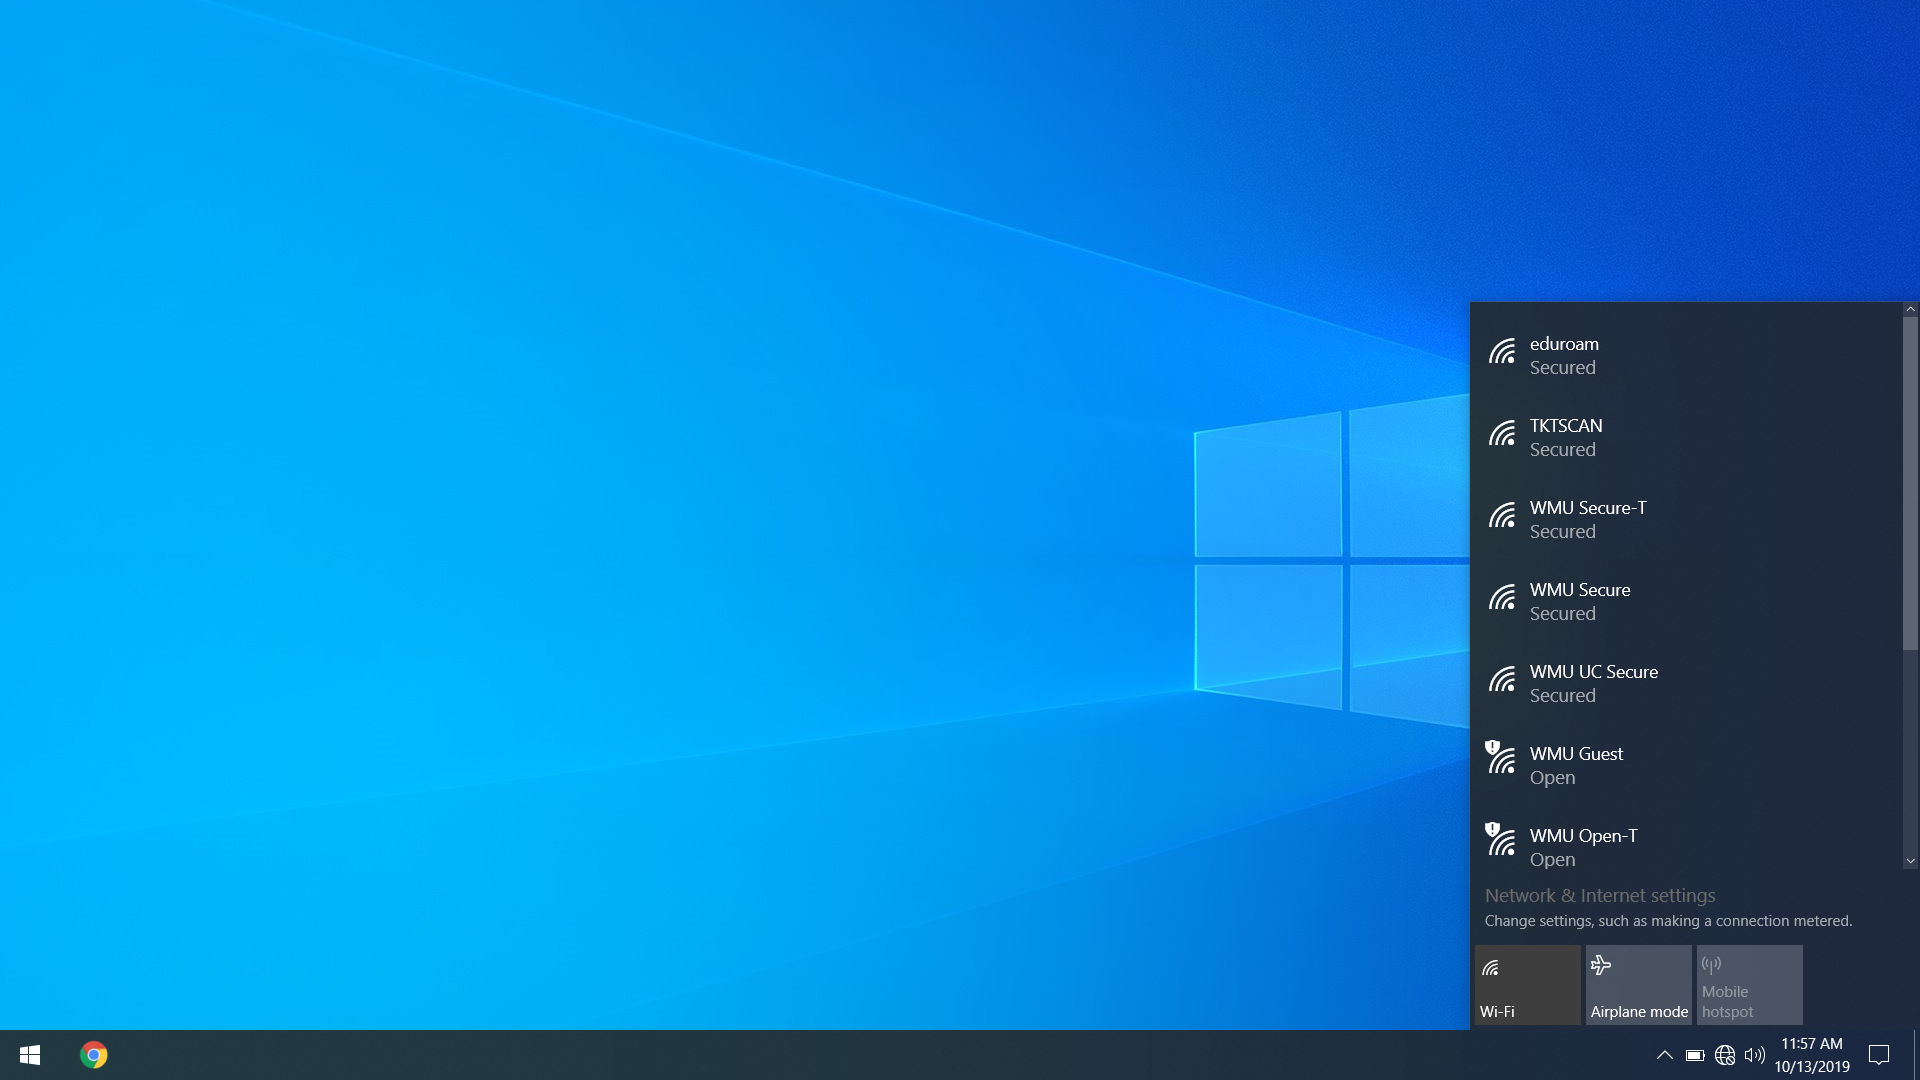 eduroam
Secured
TKTSCAN
Secured
WMU Secure-T
Secured
WMU Secure
Secured
WMU UC Secure
Secured
WMU Guest
Open
WMU Open-T
Open
Network & Internet settings
Change settings, such as making a connection metered.
Wi-Fi
Airplane mode
Mobile
hotspot
11:57 AM
10/13/2019